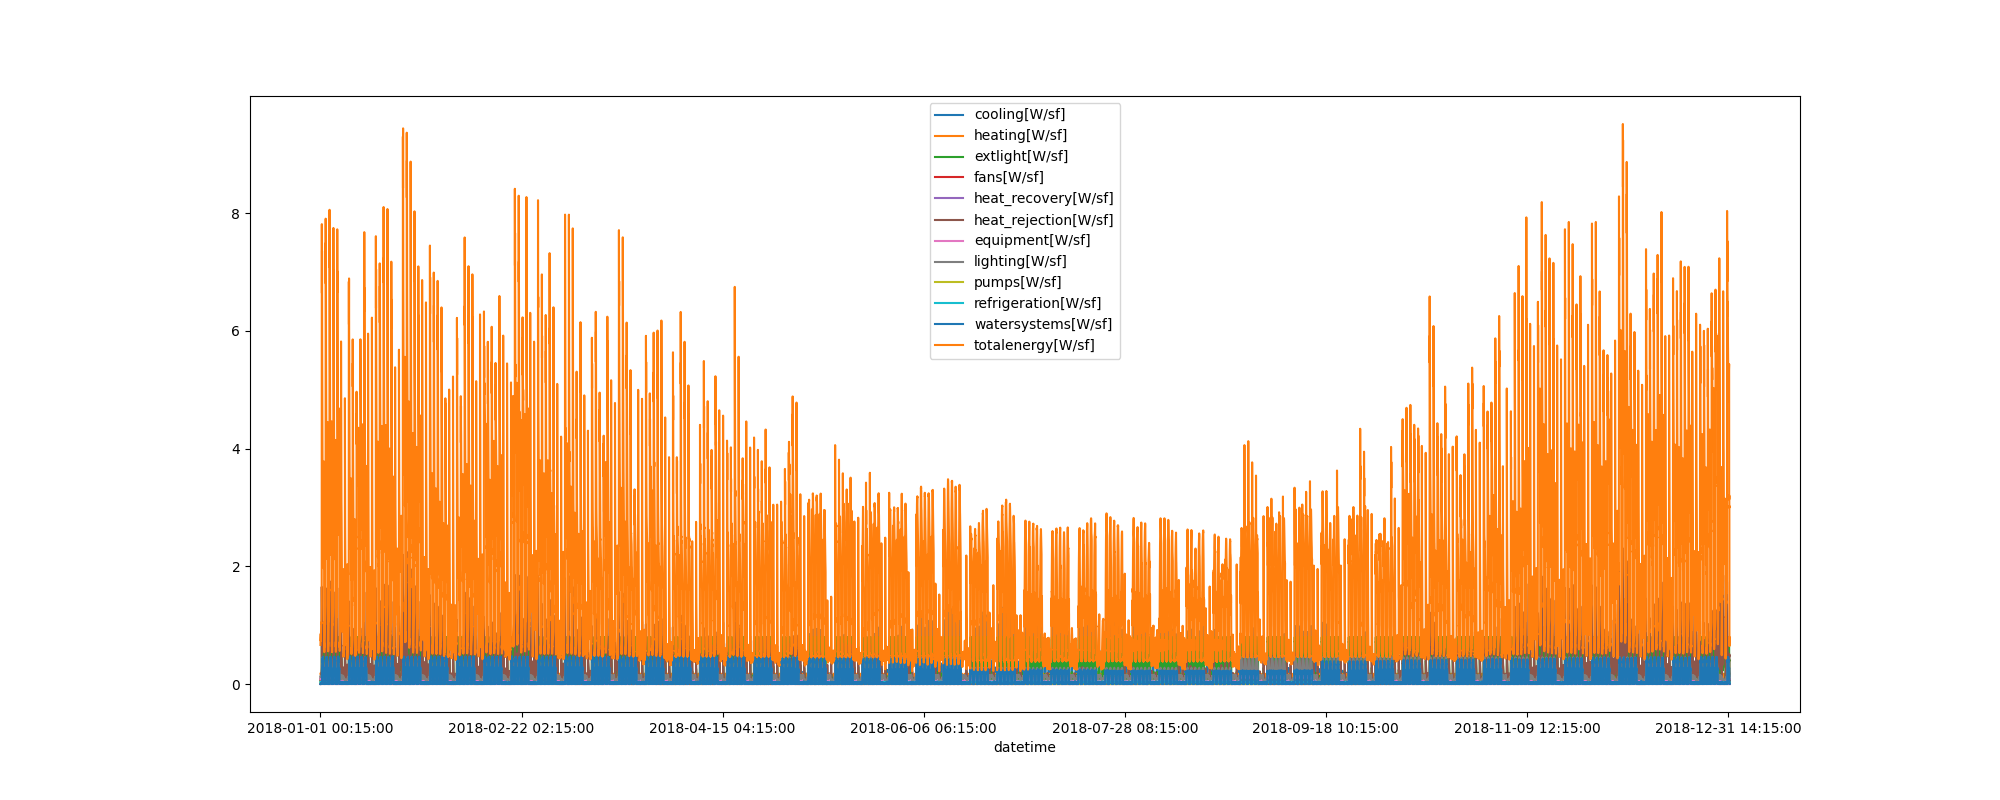 cooling[W/sf]
heating[W/sf]
extlight[W/sf]
fans[W/sf]
heat_recovery[W/sf]
heat_rejection[W/sf]
equipment[W/sf]
lighting[W/sf]
pumps[W/sf]
refrigeration[W/sf]
watersystems[W/sf]
totalenergy[W/sf]
8
6
4
2
0
2018-01-01 00:15:00 2018-02-22 02:15:00 2018-04-15 04:15:00 2018-06-06 06:15:00 2018-07-28 08:15:00 2018-09-18 10:15:00 2018-11-09 12:15:00 2018-12-31 14:15:00
datetime